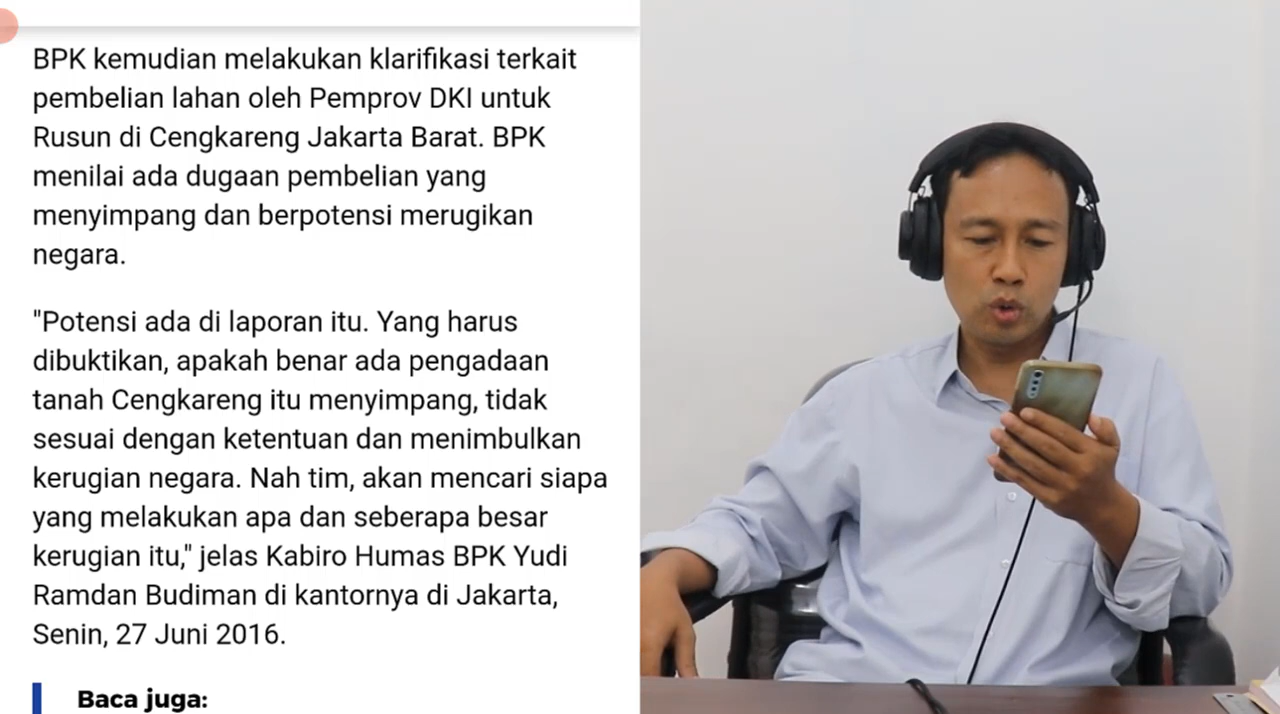 BPK kemudian melakukan klarifikasi terkait
pembelian lahan oleh Pemprov DKI untuk
Rusun di Cengkareng Jakarta Barat. BPK
menilai ada dugaan pembelian yang
menyimpang dan berpotensi merugikan
negara.
"Potensi ada di laporan itu. Yang harus
dibuktikan, apakah benar ada pengadaan
tanah Cengkareng itu menyimpang, tidak
sesuai dengan ketentuan dan menimbulkan
kerugian negara. Nah tim, akan mencari siapa
yang melakukan apa dan seberapa besar
kerugian itu," jelas Kabiro Humas BPK Yudi
Ramdan Budiman di kantornya di Jakarta,
Senin, 27 Juni 2016.
Baca juga: